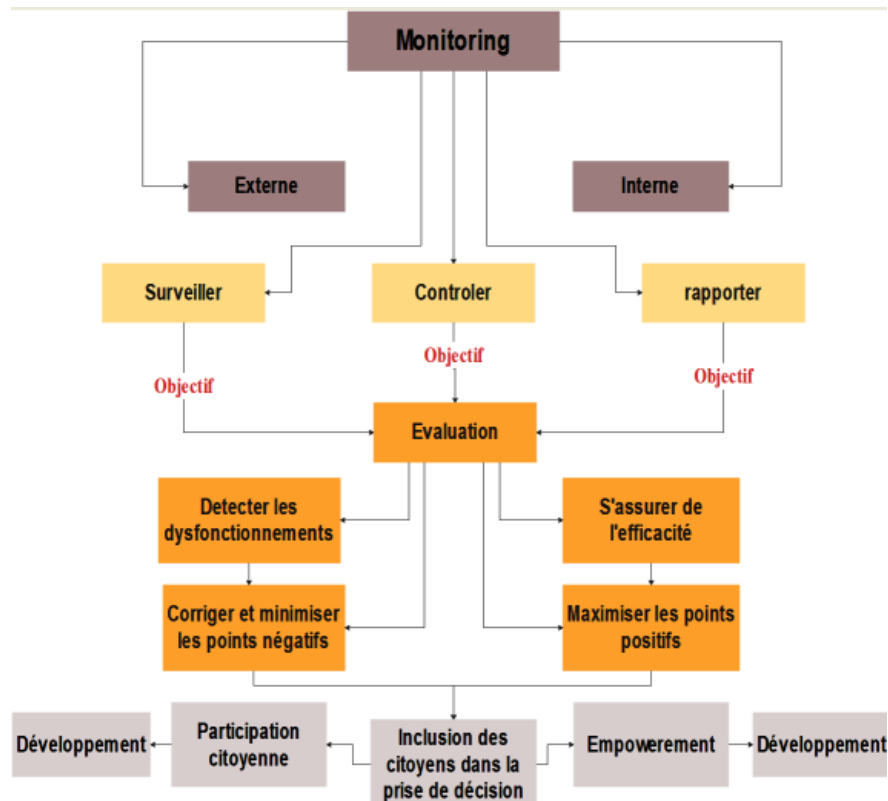 Monitoring
Externe
Interne
Surveiller
Controler
rapporter
Objectif
Objectif
Objectif
Evaluation
Detecter les
dysfonctionnements
S'assurer de
l'efficacité
Corriger et minimiser
les points négatifs
Maximiser les points
positifs
Développement
Participation
citoyenne
Inclusion des
citoyens dans la
prise de décision
Empowerement
Développement